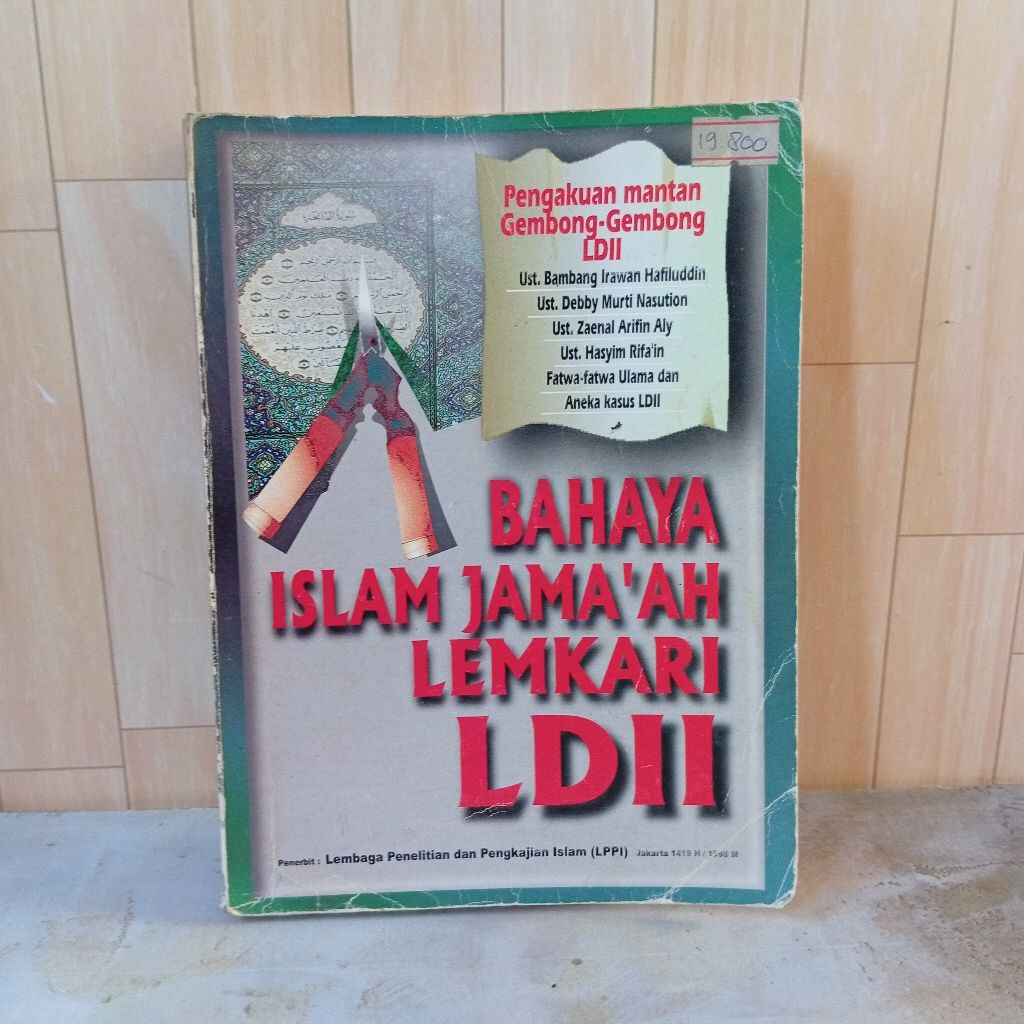 19.800
Pengakuan mantan
Gembong-Gembong
LDII
Ust. Bambang Irawan Hafiluddin
Ust. Debby Murti Nasution
Ust. Zaenal Arifin Aly
Ust. Hasyim Rifa'in
Fatwa-fatwa Ulama dan
Aneka kasus LDII
BAHAYA
ISLAM JAMA'AH
LEMKARI
LDII
Penerbit : Lembaga Penelitian dan Pengkajian Islam (LPPI) Jakarta 1419 H / 1998 M